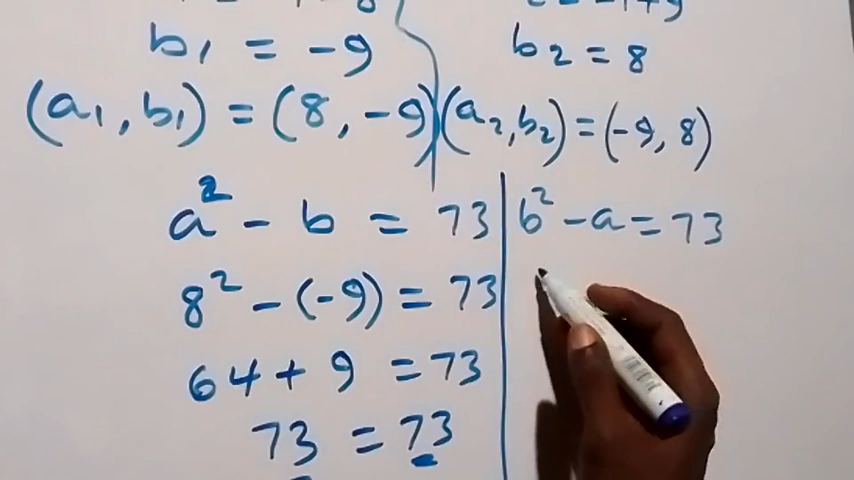 b₁ = -9
b₂ = 8
(a₁, b₁) = (8, -9)
(a₂, b₂) = (-9, 8)
a² - b = 73
8² - (-9) = 73
64 + 9 = 73
73 = 73
b² - a = 73